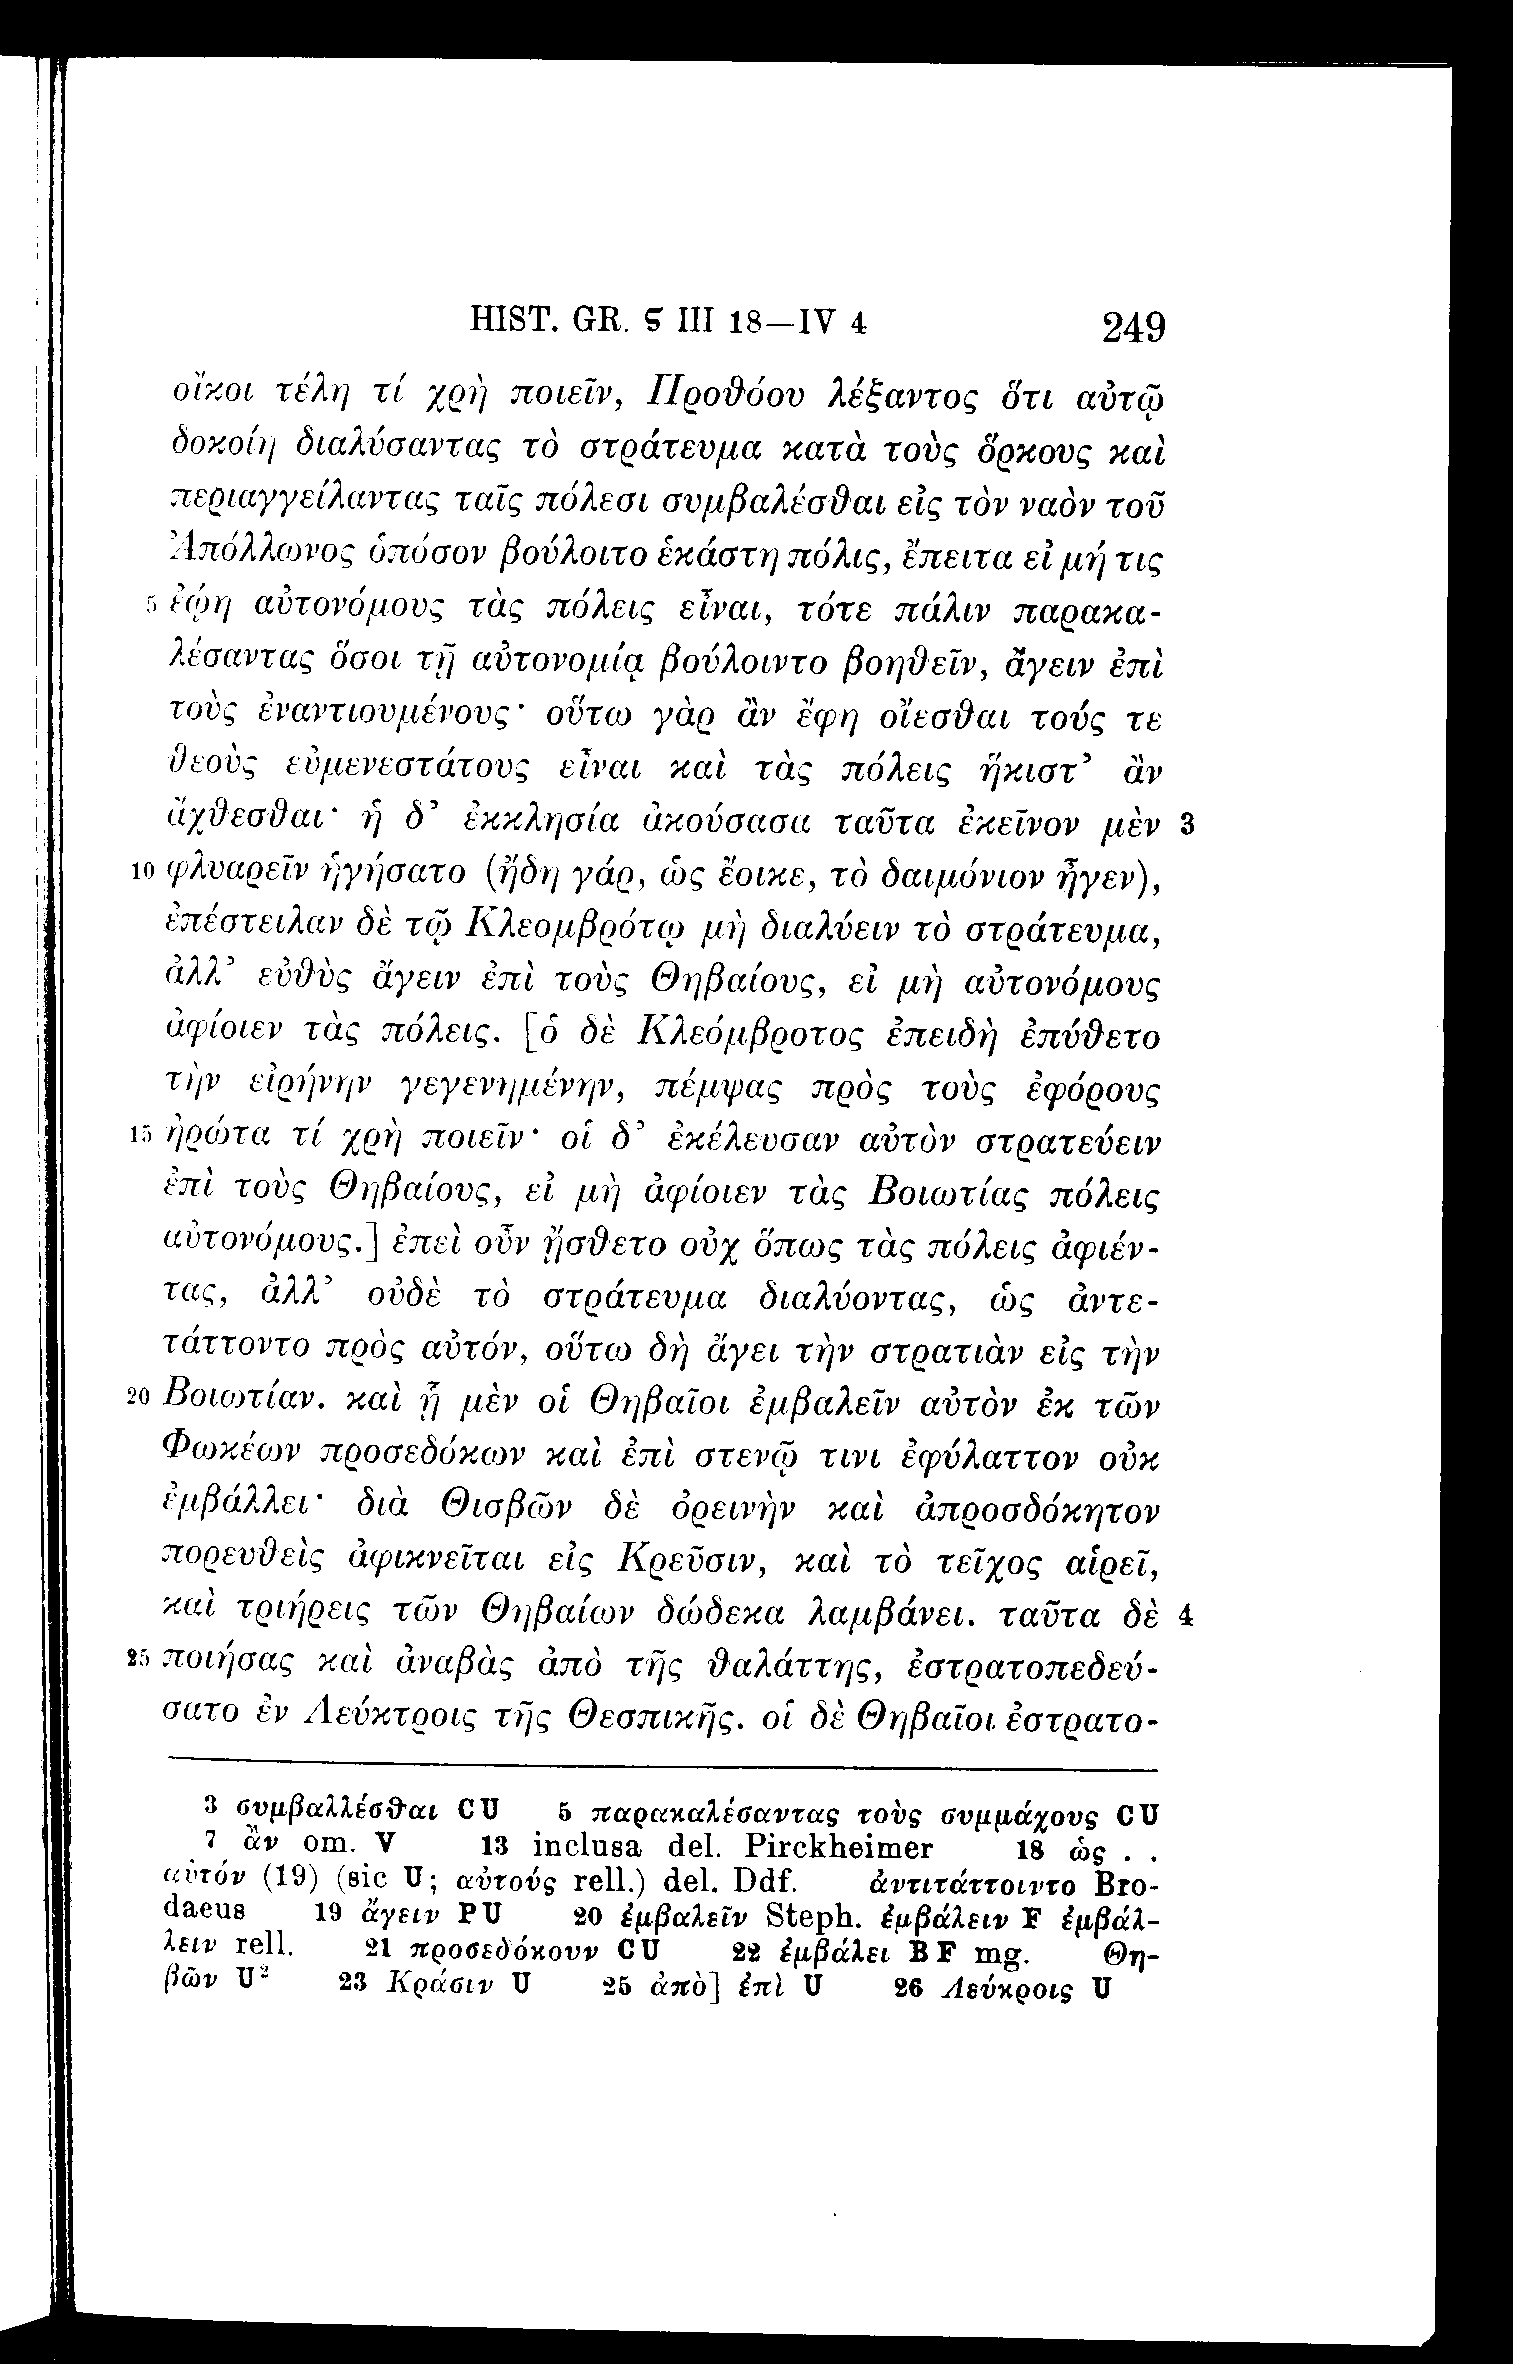 HIST. GR. Ϛ III 18—IV 4 249
οἴκοι τέλη τί χρὴ ποιεῖν, Προθόου λέξαντος ὅτι αὐτῷ
δοκοίη διαλύσαντας τὸ στράτευμα κατὰ τοὺς ὅρκους καὶ
περιαγγείλαντας ταῖς πόλεσι συμβαλέσθαι εἰς τὸν ναὸν τοῦ
Ἀπόλλωνος ὁπόσον βούλοιτο ἑκάστη πόλις, ἔπειτα εἰ μή τις
5 ἐῴη αὐτονόμους τὰς πόλεις εἶναι, τότε πάλιν παρακα-
λέσαντας ὅσοι τῇ αὐτονομίᾳ βούλοιντο βοηθεῖν, ἄγειν ἐπὶ
τοὺς ἐναντιουμένους· οὕτω γὰρ ἂν ἔφη οἴεσθαι τούς τε
θεοὺς εὐμενεστάτους εἶναι καὶ τὰς πόλεις ἥκιστ’ ἂν
ἄχθεσθαι· ἡ δ’ ἐκκλησία ἀκούσασα ταῦτα ἐκεῖνον μὲν 3
10 φλυαρεῖν ἡγήσατο (ἤδη γάρ, ὡς ἔοικε, τὸ δαιμόνιον ἦγεν),
ἐπέστειλαν δὲ τῷ Κλεομβρότῳ μὴ διαλύειν τὸ στράτευμα,
ἀλλ’ εὐθὺς ἄγειν ἐπὶ τοὺς Θηβαίους, εἰ μὴ αὐτονόμους
ἀφίοιεν τὰς πόλεις. [ὁ δὲ Κλεόμβροτος ἐπειδὴ ἐπύθετο
τὴν εἰρήνην γεγενημένην, πέμψας πρὸς τοὺς ἐφόρους
15 ἠρώτα τί χρὴ ποιεῖν· οἱ δ’ ἐκέλευσαν αὐτὸν στρατεύειν
ἐπὶ τοὺς Θηβαίους, εἰ μὴ ἀφίοιεν τὰς Βοιωτίας πόλεις
αὐτονόμους.] ἐπεὶ οὖν ᾔσθετο οὐχ ὅπως τὰς πόλεις ἀφιέν-
τας, ἀλλ’ οὐδὲ τὸ στράτευμα διαλύοντας, ὡς ἀντε-
τάττοντο πρὸς αὐτόν, οὕτω δὴ ἄγει τὴν στρατιὰν εἰς τὴν
20 Βοιωτίαν. καὶ ᾗ μὲν οἱ Θηβαῖοι ἐμβαλεῖν αὐτὸν ἐκ τῶν
Φωκέων προσεδόκων καὶ ἐπὶ στενῷ τινι ἐφύλαττον οὐκ
ἐμβάλλει· διὰ Θισβῶν δὲ ὀρεινὴν καὶ ἀπροσδόκητον
πορευθεὶς ἀφικνεῖται εἰς Κρεῦσιν, καὶ τὸ τεῖχος αἱρεῖ,
καὶ τριήρεις τῶν Θηβαίων δώδεκα λαμβάνει. ταῦτα δὲ 4
25 ποιήσας καὶ ἀναβὰς ἀπὸ τῆς θαλάττης, ἐστρατοπεδεύ-
σατο ἐν Λεύκτροις τῆς Θεσπικῆς. οἱ δὲ Θηβαῖοι ἐστρατο-
3 συμβαλλέσθαι CU 5 παρακαλέσαντας τοὺς συμμάχους CU
7 ἂν om. V 13 inclusa del. Pirckheimer 18 ὡς . .
αὐτόν (19) (sic U; αὐτούς rell.) del. Ddf. ἀντιτάττοιντο Bro-
daeus 19 ἄγειν PU 20 ἐμβαλεῖν Steph. ἐμβάλειν F ἐμβάλ-
λειν rell. 21 προσεδόκουν CU 22 ἐμβάλει BF mg. Θη-
βῶν U² 23 Κράσιν U 25 ἀπὸ] ἐπὶ U 26 Λεύκροις U